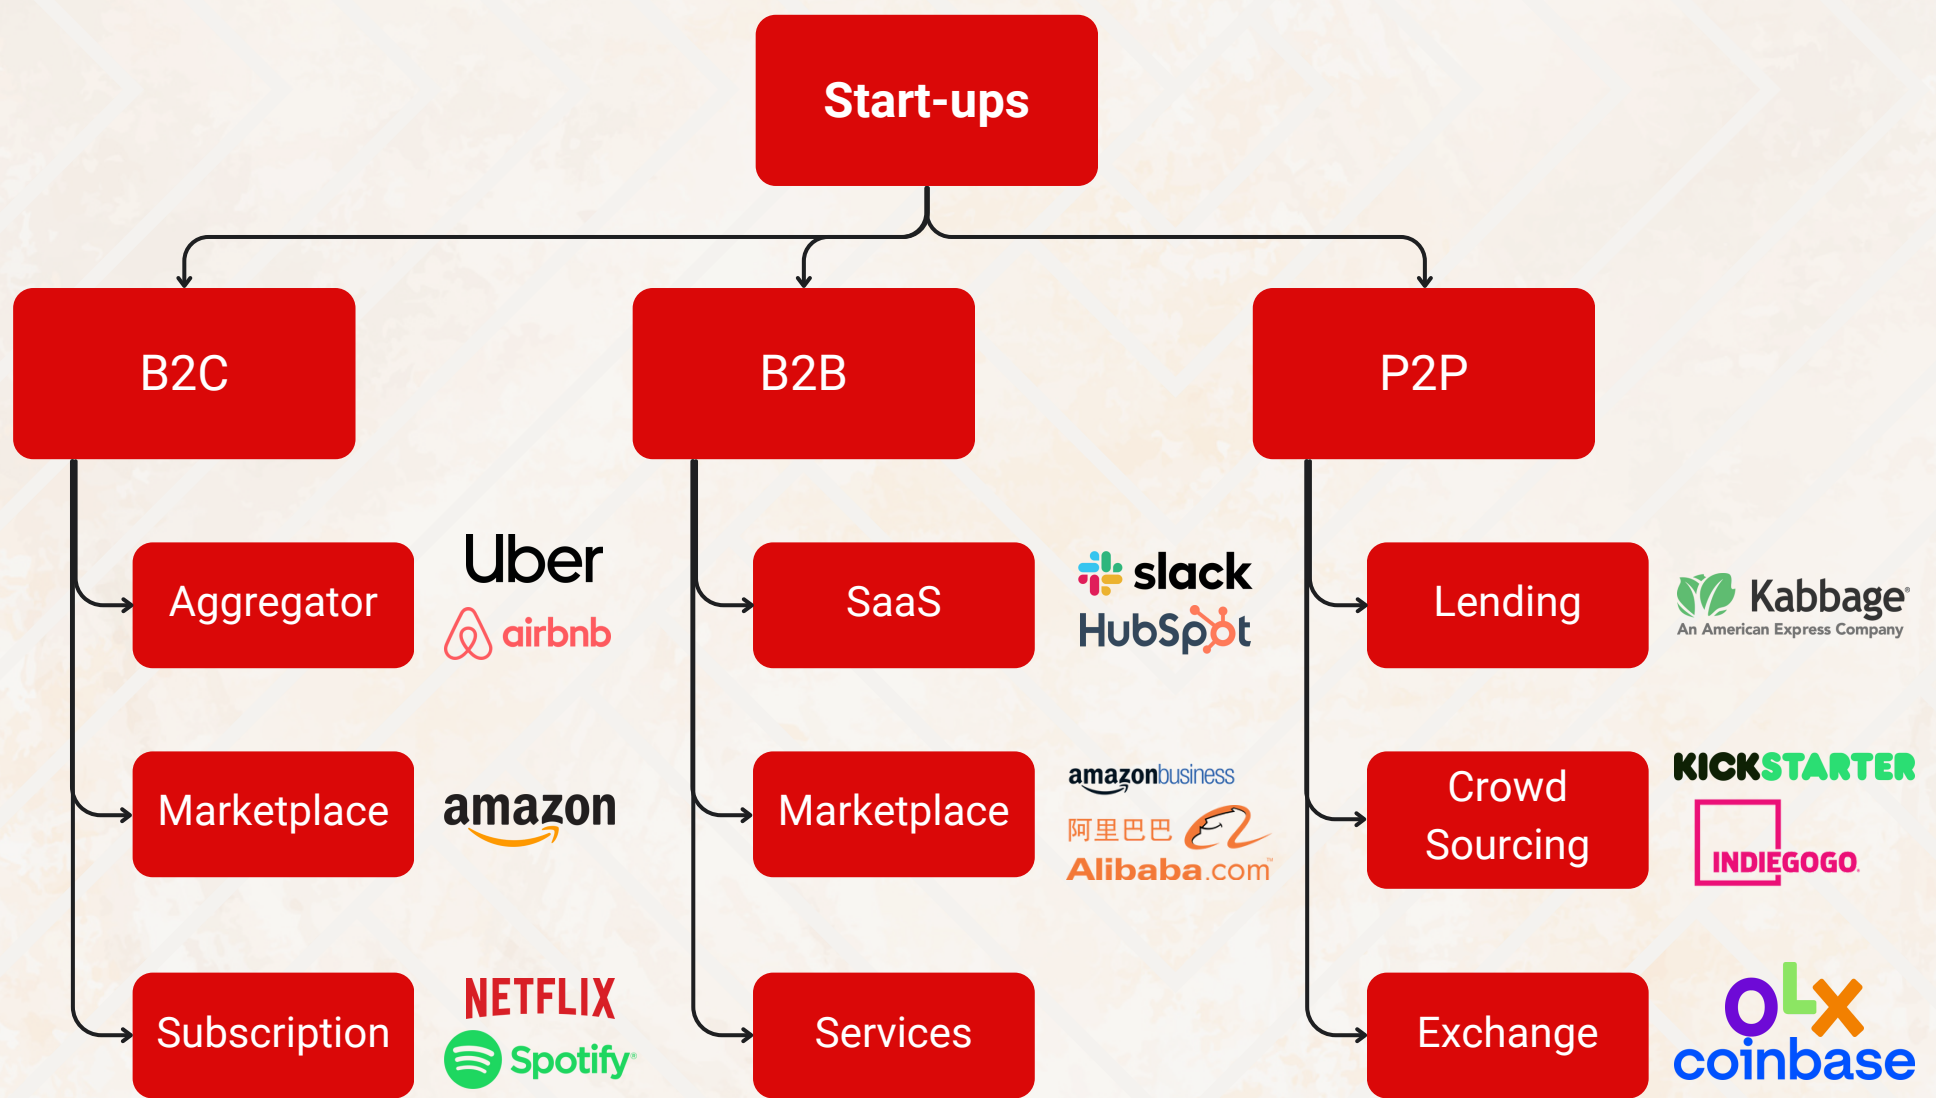 Start-ups
B2C
B2B
P2P
Aggregator
Uber
airbnb
SaaS
slack
HubSpot
Lending
Kabbage®
An American Express Company
Marketplace
amazon
Marketplace
amazonbusiness
阿里巴巴
Alibaba.com™
Crowd
Sourcing
KICKSTARTER
INDIEGOGO.
Subscription
NETFLIX
Spotify®
Services
Exchange
OLX
coinbase